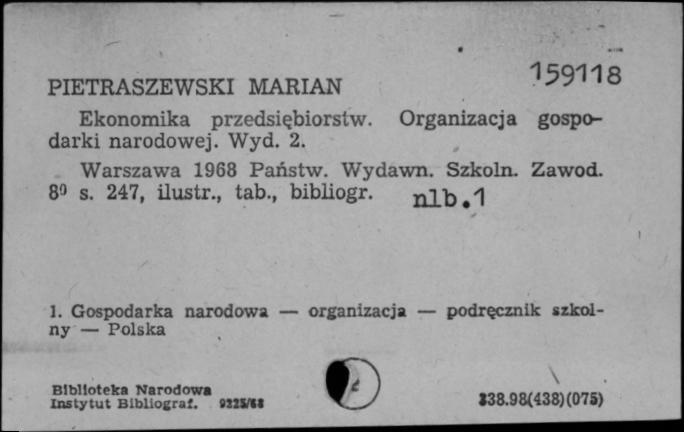 159118
PIETRASZEWSKI MARIAN
Ekonomika przedsiębiorstw. Organizacja gospo-
darki narodowej. Wyd. 2.
Warszawa 1968 Państw. Wydawn. Szkoln. Zawod.
8⁰ s. 247, ilustr., tab., bibliogr. nlb.1
1. Gospodarka narodowa — organizacja — podręcznik szkol-
ny — Polska
Biblioteka Narodowa
Instytut Bibliograf. 9225/68
338.98(438)(075)